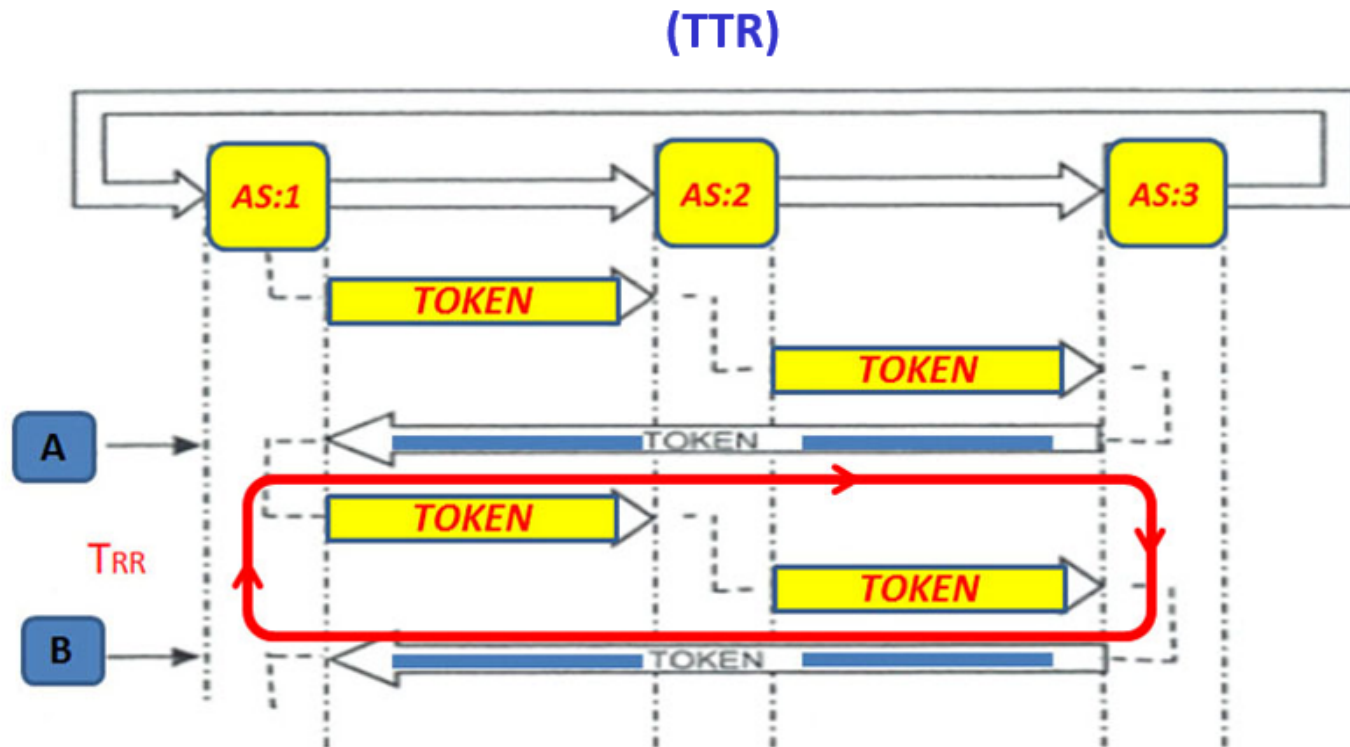 (TTR)
AS:1
AS:2
AS:3
TOKEN
TOKEN
A
TOKEN
TOKEN
TRR
TOKEN
B
TOKEN